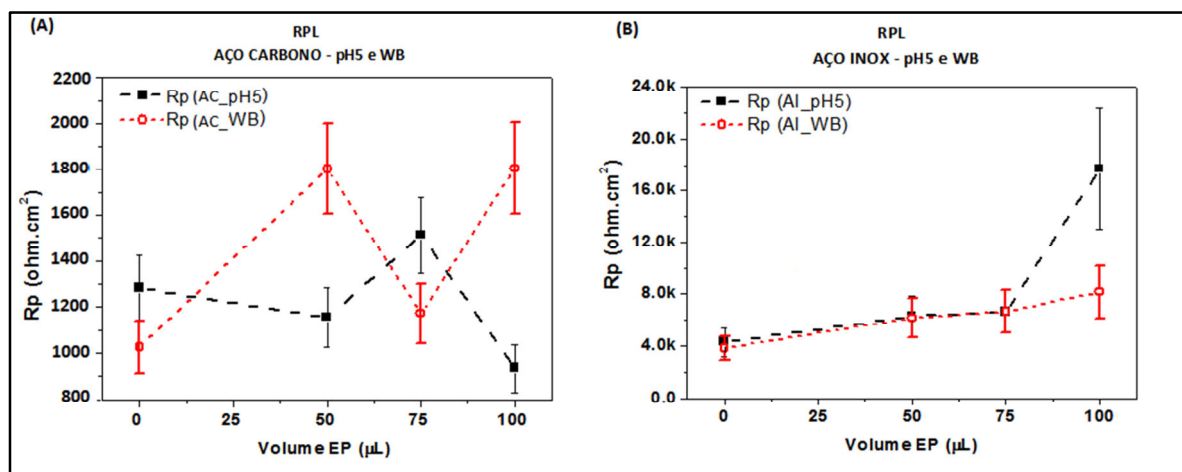 (A)
RPL
AÇO CARBONO - pH5 e WB
2200
2000
1800
1600
1400
1200
1000
800
Rp (ohm.cm²)
Rp (AC_pH5)
Rp (AC_WB)
0 25 50 75 100
Volume EP (µL)
(B)
RPL
AÇO INOX - pH5 e WB
24.0k
20.0k
16.0k
12.0k
8.0k
4.0k
0.0
Rp (ohm.cm²)
Rp (AI_pH5)
Rp (AI_WB)
0 25 50 75 100
Volume EP (µL)